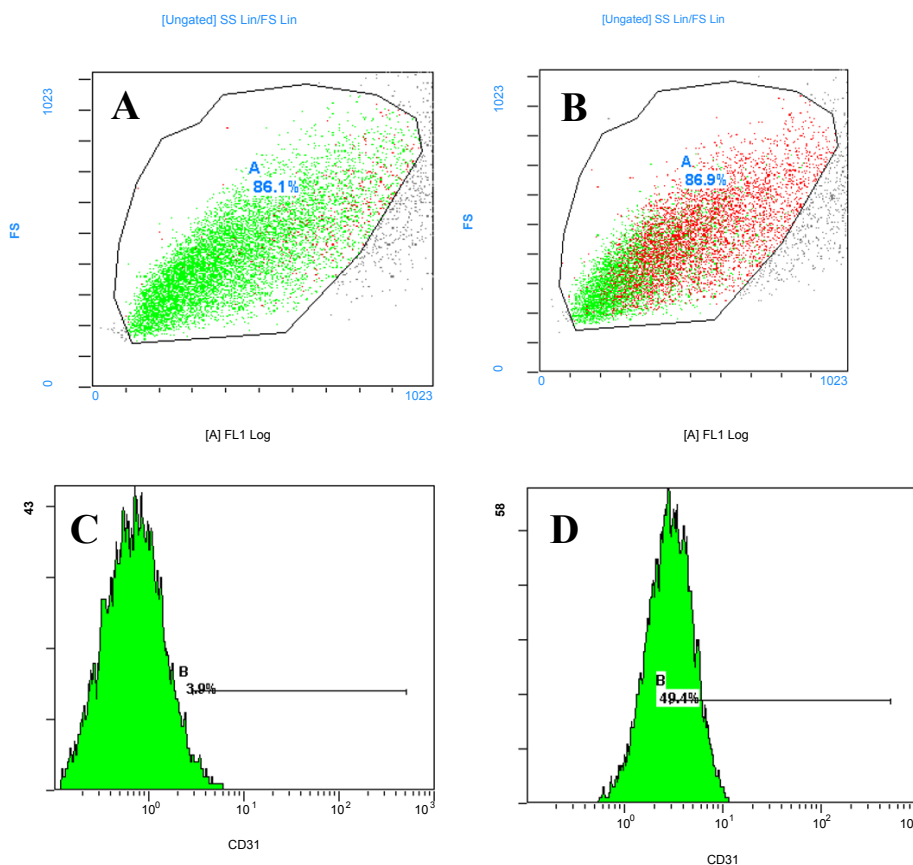 [Ungated] SS Lin/FS Lin
[Ungated] SS Lin/FS Lin
1023
A
A
86.1%
FS
0
0
1023
1023
B
A
86.9%
FS
0
0
1023
[A] FL1 Log
[A] FL1 Log
43
C
B
3.9%
10⁰
10¹
10²
10³
CD31
58
D
B
49.4%
10⁰
10¹
10²
CD31